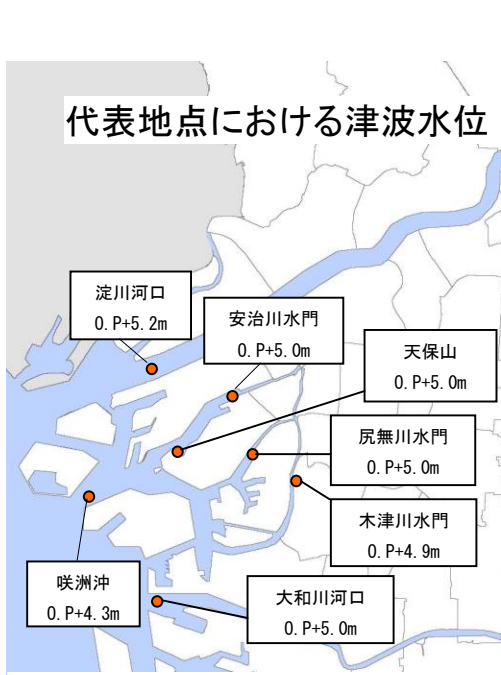 代表地点における津波水位
淀川河口
O.P+5.2m
安治川水門
O.P+5.0m
天保山
O.P+5.0m
尻無川水門
O.P+5.0m
木津川水門
O.P+4.9m
咲洲沖
O.P+4.3m
大和川河口
O.P+5.0m